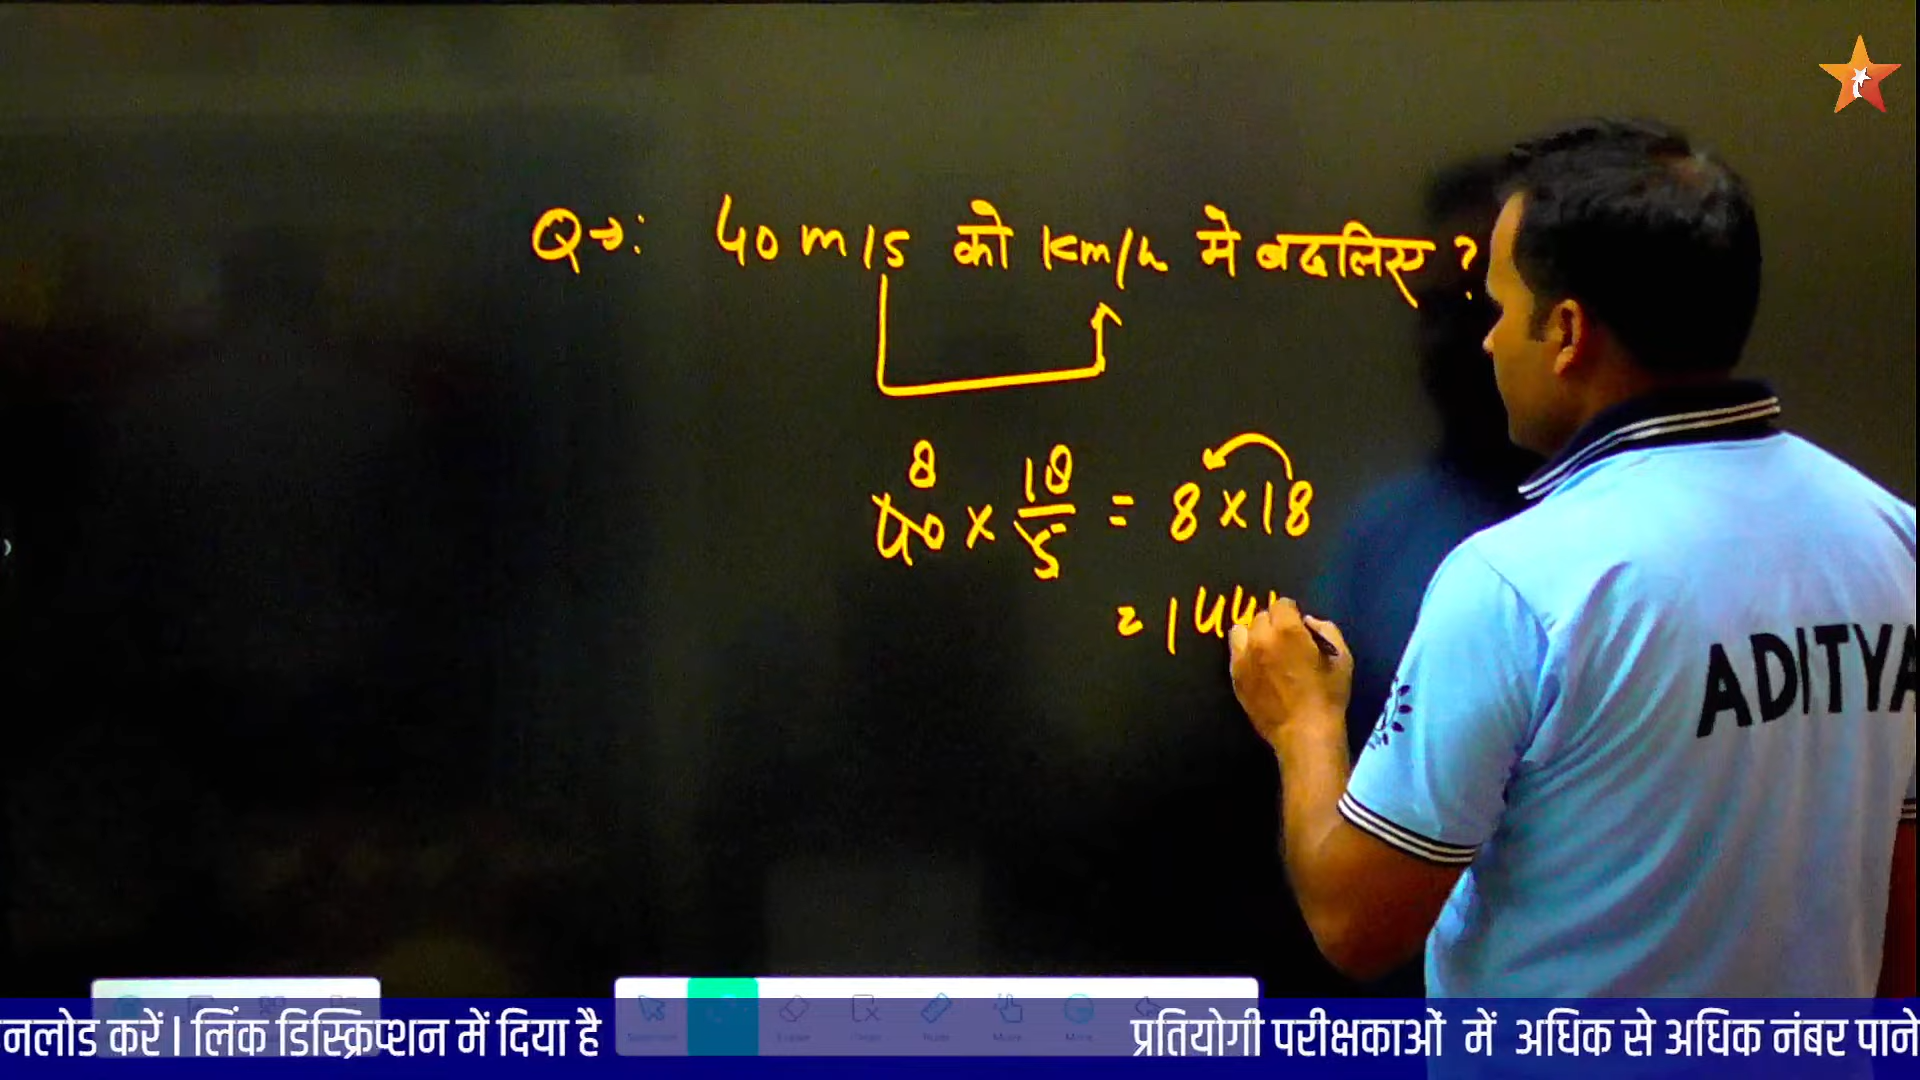 Q→: 40 m/s को km/h मे बदलिए ?
8 18
40 × 5 = 8 × 18
= 144
ADITYA
नलोड करें । लिंक डिस्क्रिप्शन में दिया है प्रतियोगी परीक्षकाओं में अधिक से अधिक नंबर पाने